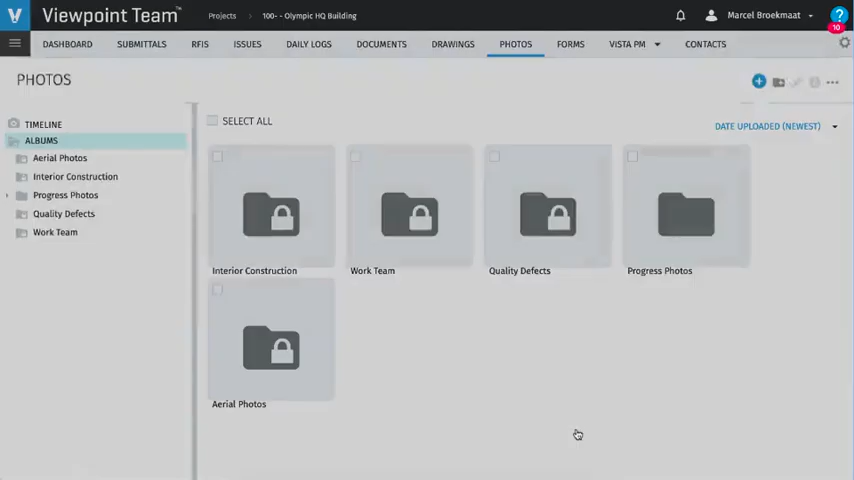 Viewpoint Team™
Projects > 100- - Olympic HQ Building
Marcel Broekmaat
?
10
DASHBOARD SUBMITTALS RFIS ISSUES DAILY LOGS DOCUMENTS DRAWINGS PHOTOS FORMS VISTA PM CONTACTS
PHOTOS
TIMELINE
ALBUMS
Aerial Photos
Interior Construction
Progress Photos
Quality Defects
Work Team
SELECT ALL
DATE UPLOADED (NEWEST)
Interior Construction
Work Team
Quality Defects
Progress Photos
Aerial Photos